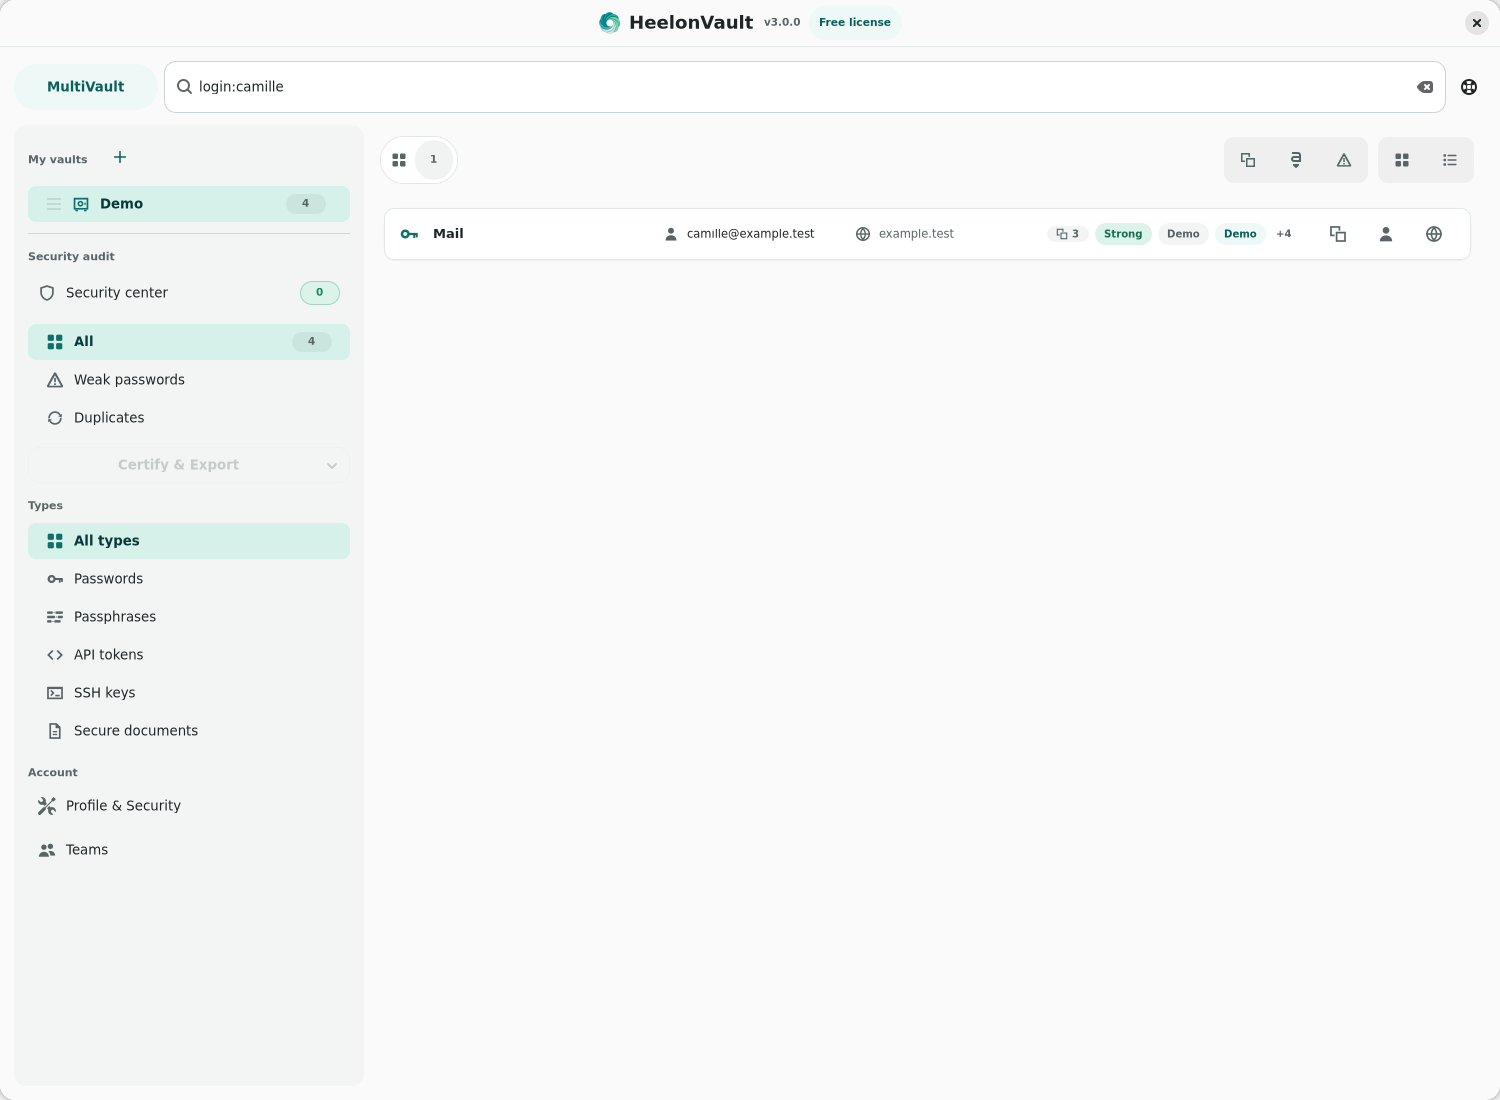 HeelonVault v3.0.0 Free license
MultiVault
login:camille
My vaults
Demo 4
Security audit
Security center 0
All 4
Weak passwords
Duplicates
Certify & Export
Types
All types
Passwords
Passphrases
API tokens
SSH keys
Secure documents
Account
Profile & Security
Teams
1
Mail camille@example.test example.test 3 Strong Demo Demo +4